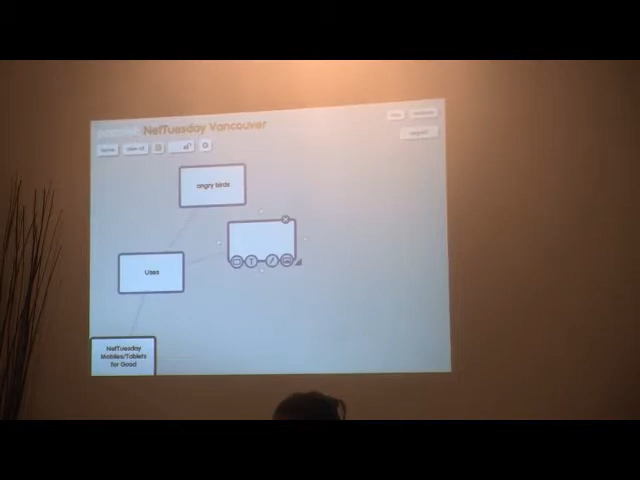 NetTuesday Vancouver
angry birds
Uses
NetTuesday
Mobiles/Tablets
for Good